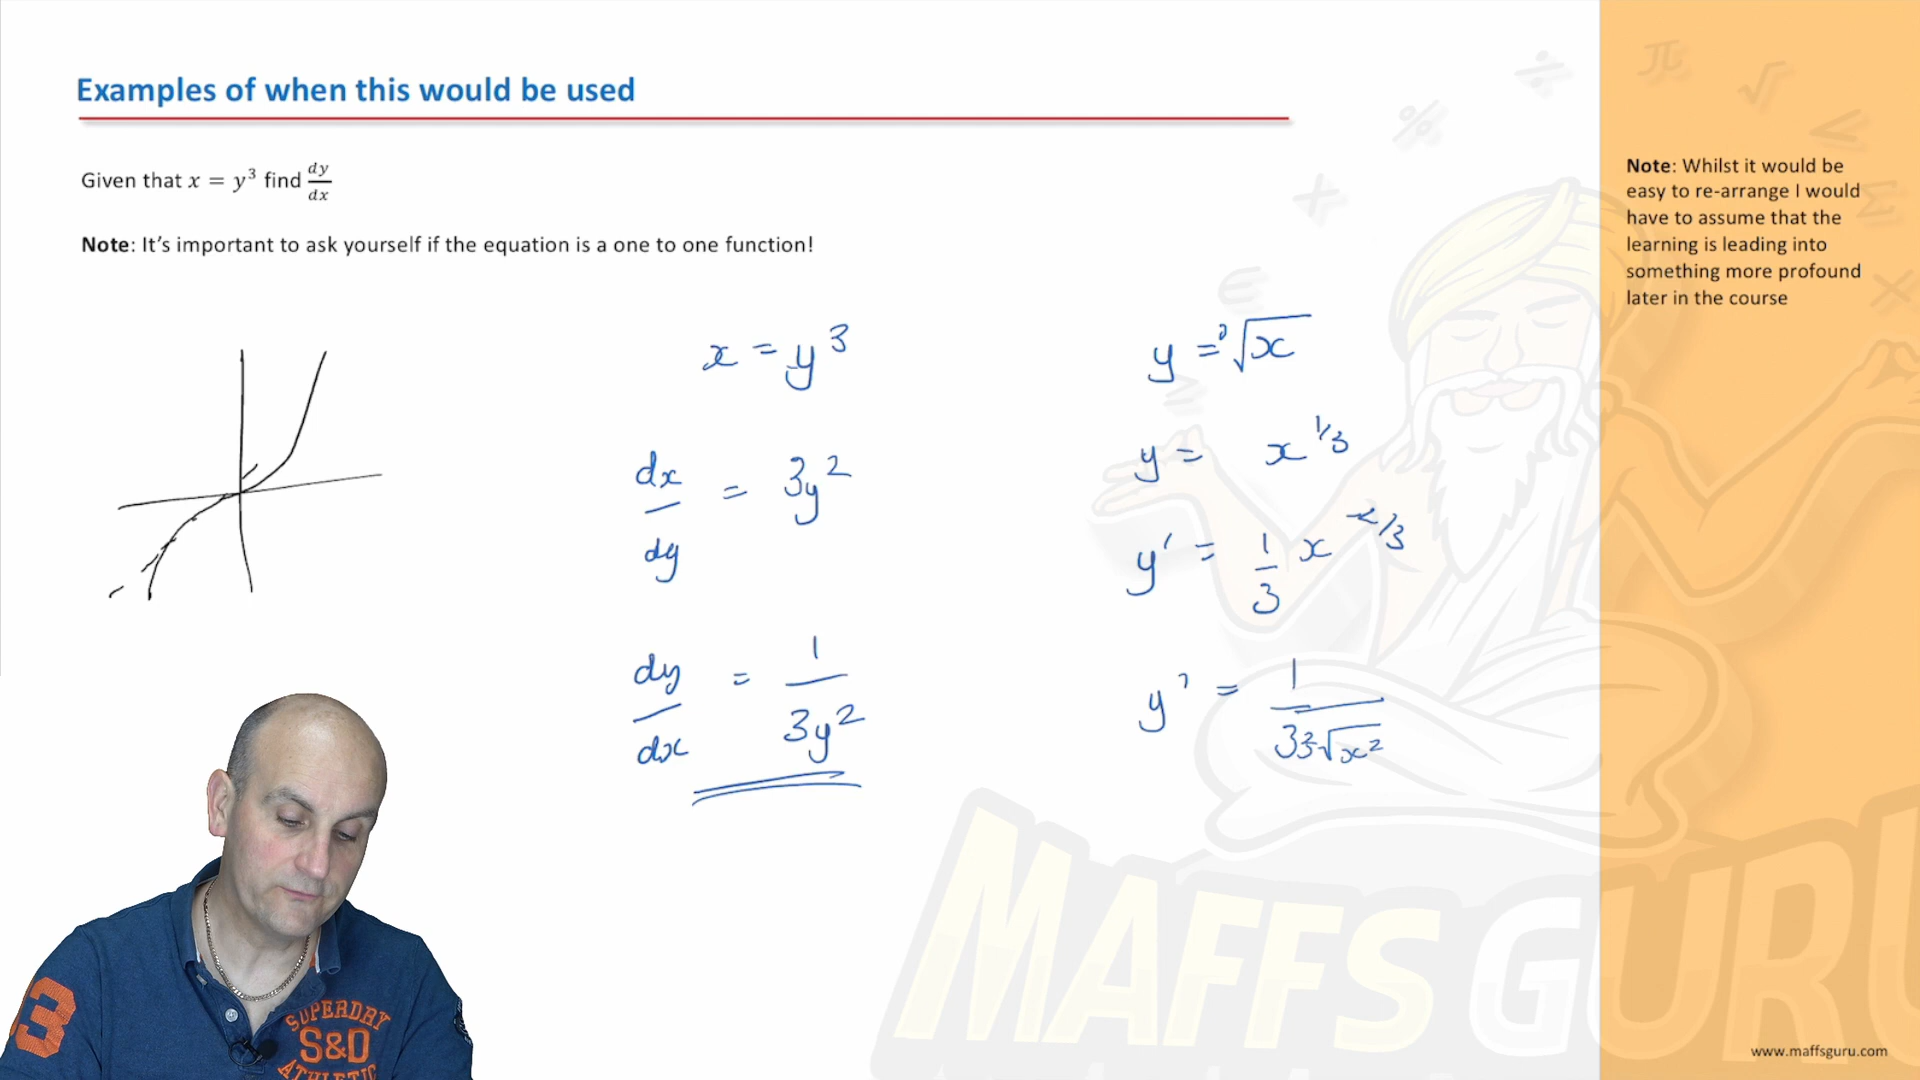 Examples of when this would be used
Given that x = y³ find dy/dx
Note: It's important to ask yourself if the equation is a one to one function!
x = y³
dx/dy = 3y²
dy/dx = 1/3y²
y = ³√x
y = x^1/3
y' = 1/3 x^-2/3
y' = 1/3³√x²
Note: Whilst it would be
easy to re-arrange I would
have to assume that the
learning is leading into
something more profound
later in the course
3
SUPERDRY
S&D
ATHLETIC
MAFFS GURU
www.maffsguru.com